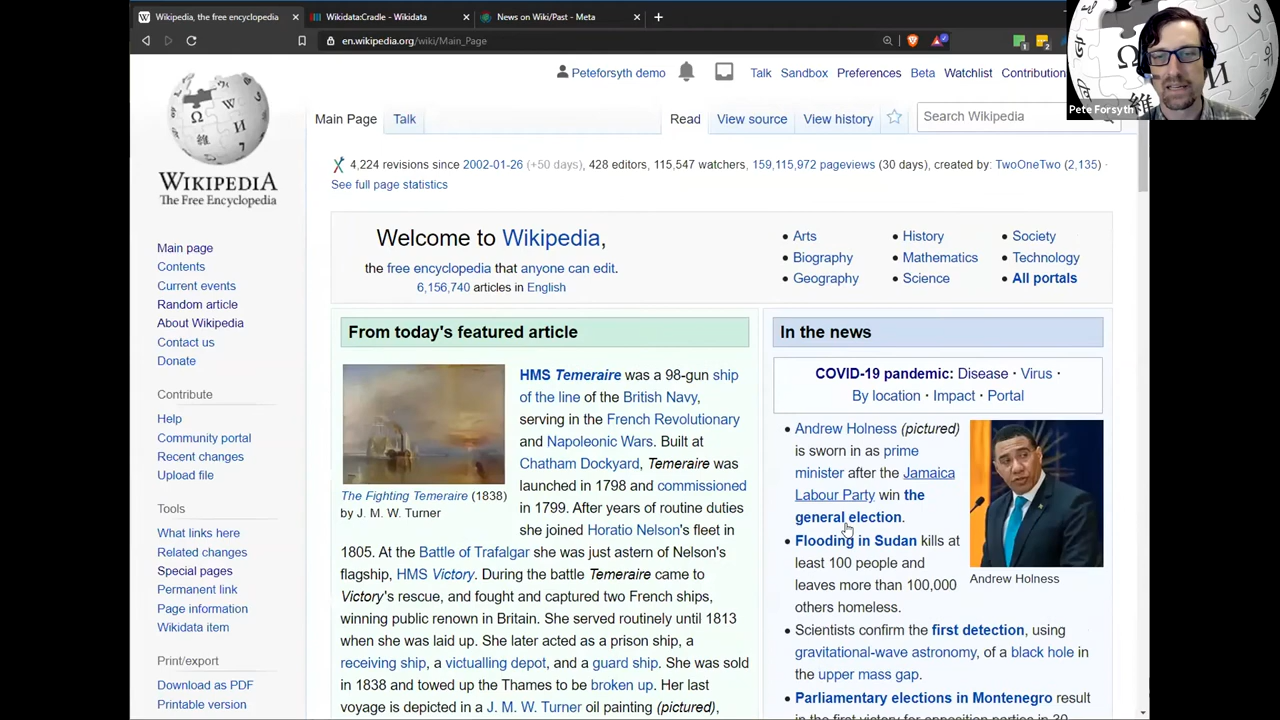 Wikipedia, the free encyclopedia
Wikidata:Cradle - Wikidata
News on Wiki/Past - Meta
en.wikipedia.org/wiki/Main_Page
1
2
Pete Forsyth
WIKIPEDIA
The Free Encyclopedia
Peteforsyth demo
Talk
Sandbox
Preferences
Beta
Watchlist
Contribution
Main Page
Talk
Read
View source
View history
Search Wikipedia
4,224 revisions since 2002-01-26 (+50 days), 428 editors, 115,547 watchers, 159,115,972 pageviews (30 days), created by: TwoOneTwo (2,135) ·
See full page statistics
Main page
Contents
Current events
Random article
About Wikipedia
Contact us
Donate
Contribute
Help
Community portal
Recent changes
Upload file
Tools
What links here
Related changes
Special pages
Permanent link
Page information
Wikidata item
Print/export
Download as PDF
Printable version
Welcome to Wikipedia,
the free encyclopedia that anyone can edit.
6,156,740 articles in English
• Arts
• Biography
• Geography
• History
• Mathematics
• Science
• Society
• Technology
• All portals
From today's featured article
The Fighting Temeraire (1838)
by J. M. W. Turner
HMS Temeraire was a 98-gun ship
of the line of the British Navy,
serving in the French Revolutionary
and Napoleonic Wars. Built at
Chatham Dockyard, Temeraire was
launched in 1798 and commissioned
in 1799. After years of routine duties
she joined Horatio Nelson's fleet in
1805. At the Battle of Trafalgar she was just astern of Nelson's
flagship, HMS Victory. During the battle Temeraire came to
Victory's rescue, and fought and captured two French ships,
winning public renown in Britain. She served routinely until 1813
when she was laid up. She later acted as a prison ship, a
receiving ship, a victualling depot, and a guard ship. She was sold
in 1838 and towed up the Thames to be broken up. Her last
voyage is depicted in a J. M. W. Turner oil painting (pictured),
In the news
COVID-19 pandemic: Disease · Virus ·
By location · Impact · Portal
• Andrew Holness (pictured)
is sworn in as prime
minister after the Jamaica
Labour Party win the
general election.
Andrew Holness
• Flooding in Sudan kills at
least 100 people and
leaves more than 100,000
others homeless.
• Scientists confirm the first detection, using
gravitational-wave astronomy, of a black hole in
the upper mass gap.
• Parliamentary elections in Montenegro result
in the first victory for opposition parties in 30